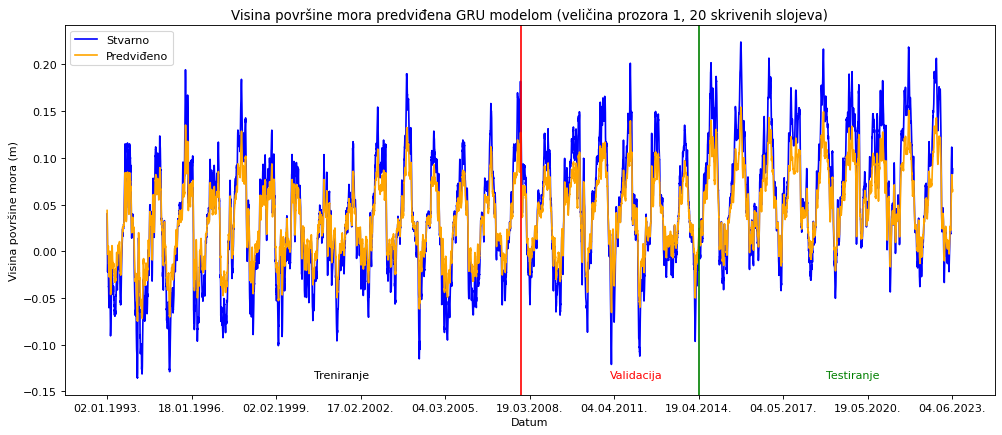 Visina površine mora predviđena GRU modelom (veličina prozora 1, 20 skrivenih slojeva)
Stvarno
Predviđeno
Visina površine mora (m)
0.20
0.15
0.10
0.05
0.00
−0.05
−0.10
−0.15
Treniranje
Validacija
Testiranje
02.01.1993. 18.01.1996. 02.02.1999. 17.02.2002. 04.03.2005. 19.03.2008. 04.04.2011. 19.04.2014. 04.05.2017. 19.05.2020. 04.06.2023.
Datum